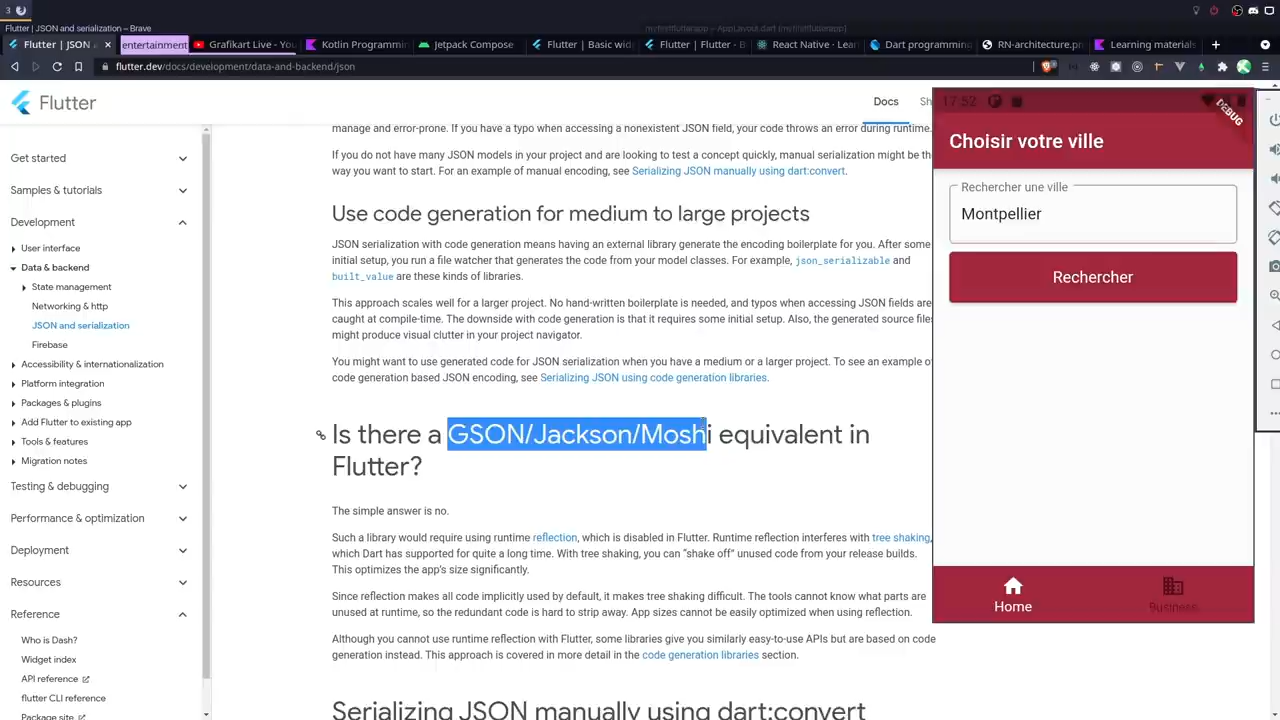 3
Flutter | JSON and serialization – Brave
myfirstflutterapp – AppLayout.dart [myfirstflutterapp]
Flutter | JSON a
entertainment
Grafikart Live - You
Kotlin Programmin
Jetpack Compose
Flutter | Basic wid
Flutter | Flutter - B
React Native · Lear
Dart programming
RN-architecture.pn
Learning materials
flutter.dev/docs/development/data-and-backend/json
Flutter
Docs
Sh
Get started
Samples & tutorials
Development
User interface
Data & backend
State management
Networking & http
JSON and serialization
Firebase
Accessibility & internationalization
Platform integration
Packages & plugins
Add Flutter to existing app
Tools & features
Migration notes
Testing & debugging
Performance & optimization
Deployment
Resources
Reference
Who is Dash?
Widget index
API reference
flutter CLI reference
Package site
manage and error-prone. If you have a typo when accessing a nonexistent JSON field, your code throws an error during runtime.
If you do not have many JSON models in your project and are looking to test a concept quickly, manual serialization might be the
way you want to start. For an example of manual encoding, see Serializing JSON manually using dart:convert.
Use code generation for medium to large projects
JSON serialization with code generation means having an external library generate the encoding boilerplate for you. After some
initial setup, you run a file watcher that generates the code from your model classes. For example, json_serializable and
built_value are these kinds of libraries.
This approach scales well for a larger project. No hand-written boilerplate is needed, and typos when accessing JSON fields are
caught at compile-time. The downside with code generation is that it requires some initial setup. Also, the generated source files
might produce visual clutter in your project navigator.
You might want to use generated code for JSON serialization when you have a medium or a larger project. To see an example of
code generation based JSON encoding, see Serializing JSON using code generation libraries.
Is there a GSON/Jackson/Moshi equivalent in
Flutter?
The simple answer is no.
Such a library would require using runtime reflection, which is disabled in Flutter. Runtime reflection interferes with tree shaking,
which Dart has supported for quite a long time. With tree shaking, you can “shake off” unused code from your release builds.
This optimizes the app’s size significantly.
Since reflection makes all code implicitly used by default, it makes tree shaking difficult. The tools cannot know what parts are
unused at runtime, so the redundant code is hard to strip away. App sizes cannot be easily optimized when using reflection.
Although you cannot use runtime reflection with Flutter, some libraries give you similarly easy-to-use APIs but are based on code
generation instead. This approach is covered in more detail in the code generation libraries section.
Serializing JSON manually using dart:convert
17:52
DEBUG
Choisir votre ville
Rechercher une ville
Montpellier
Rechercher
Home
Business